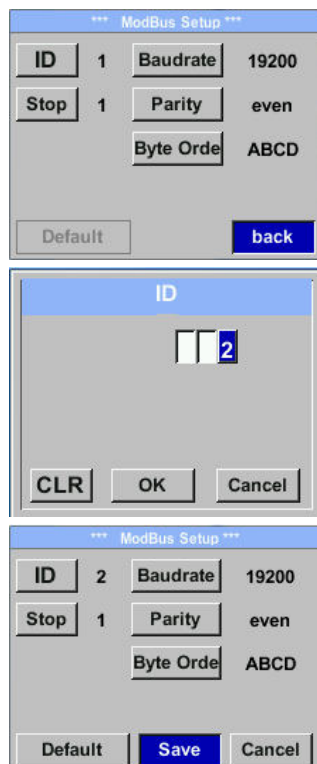 *** ModBus Setup ***
ID 1 Baudrate 19200
Stop 1 Parity even
Byte Orde ABCD
Default back
ID
2
CLR OK Cancel
*** ModBus Setup ***
ID 2 Baudrate 19200
Stop 1 Parity even
Byte Orde ABCD
Default Save Cancel